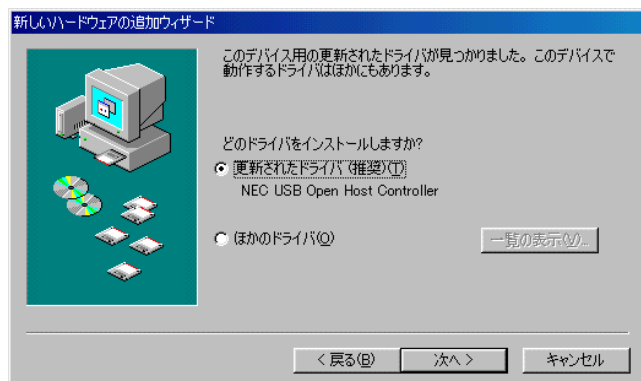 新しいハードウェアの追加ウィザード
このデバイス用の更新されたドライバが見つかりました。このデバイスで
動作するドライバはほかにもあります。
どのドライバをインストールしますか?
更新されたドライバ(推奨)(T)
NEC USB Open Host Controller
ほかのドライバ(O)
一覧の表示(V)...
< 戻る(B)
次へ >
キャンセル